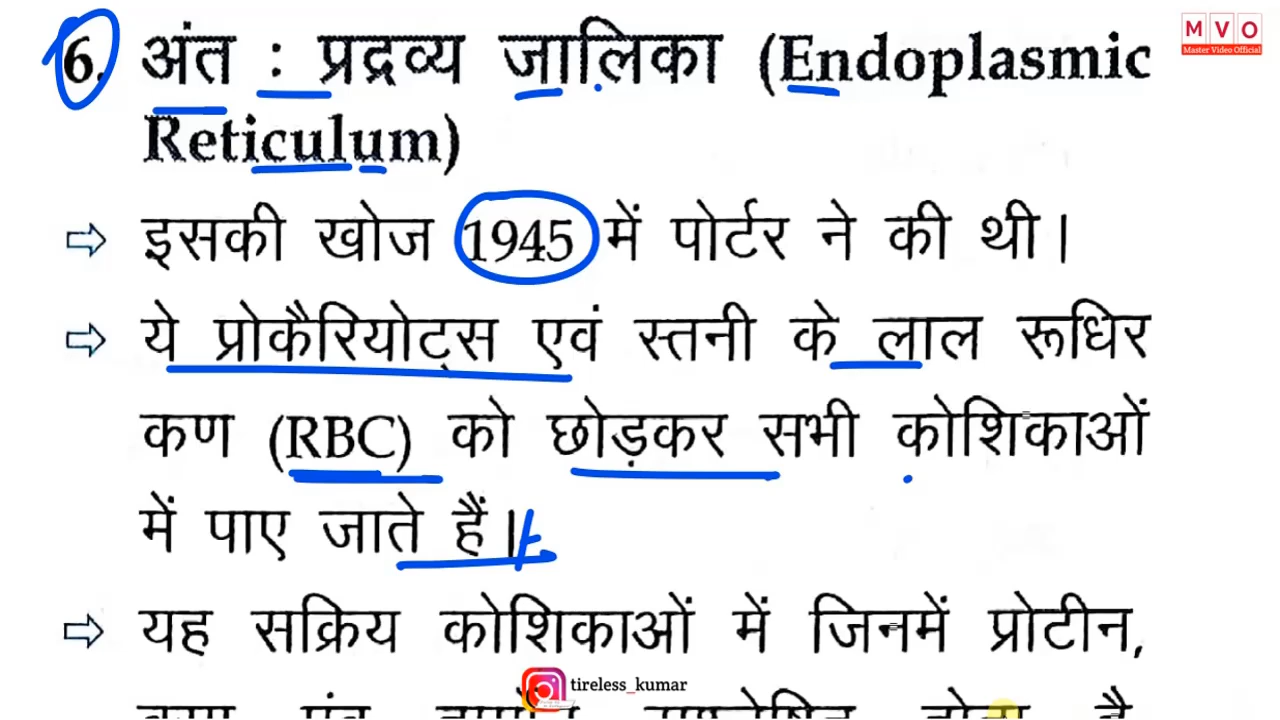 M V O
Master Video Official
6. अंत : प्रद्रव्य जालिका (Endoplasmic
Reticulum)
⇨ इसकी खोज 1945 में पोर्टर ने की थी।
⇨ ये प्रोकैरियोट्स एवं स्तनी के लाल रूधिर
कण (RBC) को छोड़कर सभी कोशिकाओं
में पाए जाते हैं।
⇨ यह सक्रिय कोशिकाओं में जिनमें प्रोटीन,
tireless_kumar